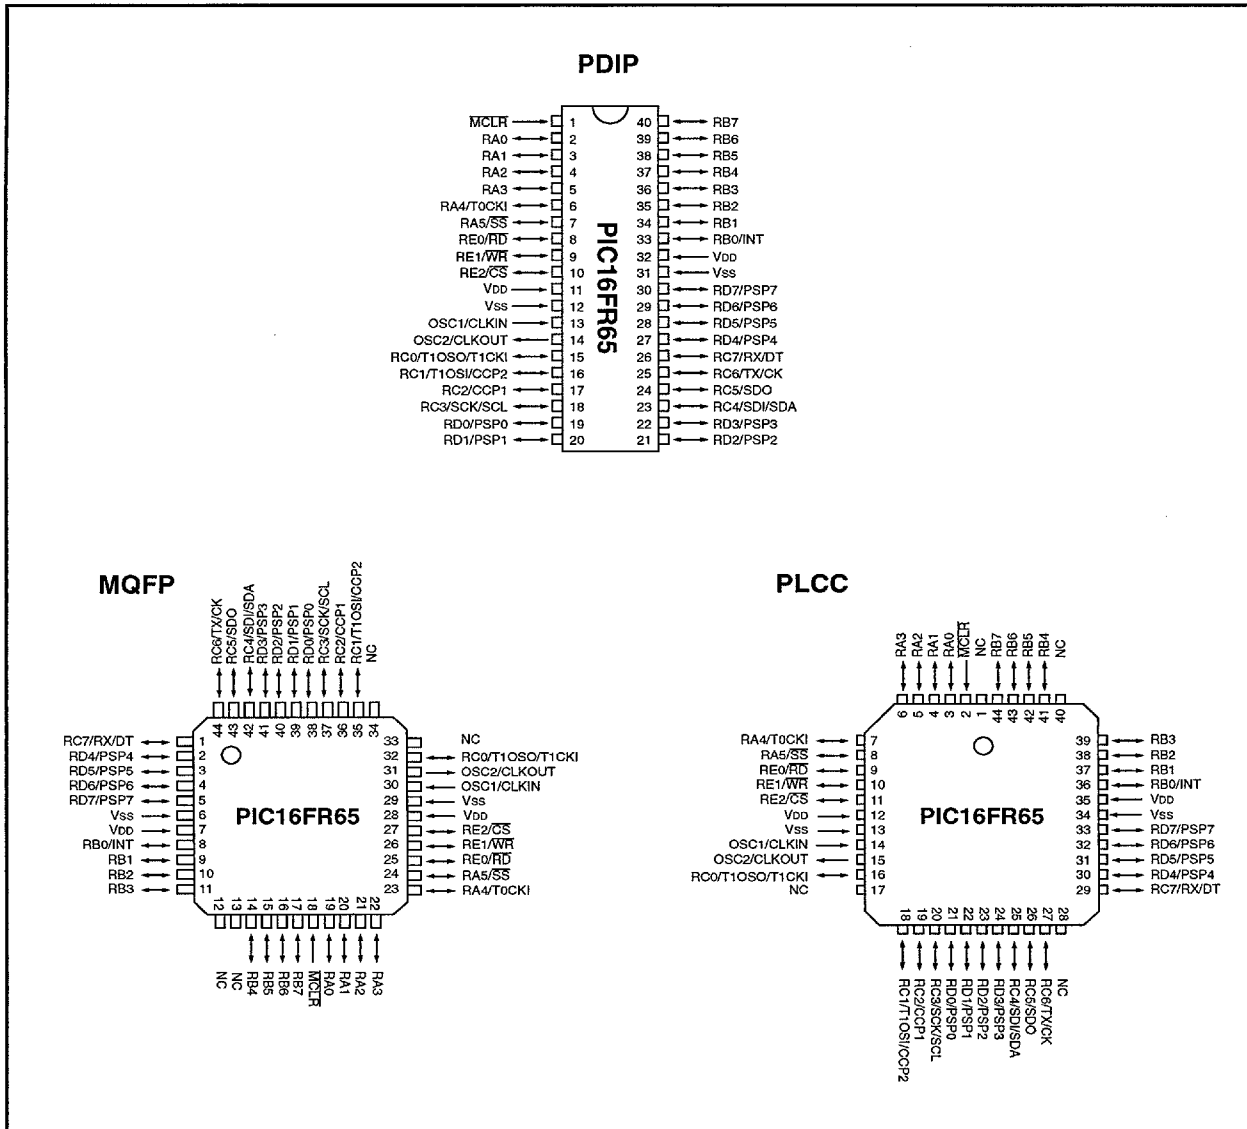 PDIP
MCLR 1 40 RB7
RA0 2 39 RB6
RA1 3 38 RB5
RA2 4 37 RB4
RA3 5 36 RB3
RA4/T0CKI 6 35 RB2
RA5/SS 7 34 RB1
RE0/RD 8 33 RB0/INT
RE1/WR 9 32 VDD
RE2/CS 10 31 VSS
VDD 11 30 RD7/PSP7
VSS 12 29 RD6/PSP6
OSC1/CLKIN 13 28 RD5/PSP5
OSC2/CLKOUT 14 27 RD4/PSP4
RC0/T1OSO/T1CKI 15 26 RC7/RX/DT
RC1/T1OSI/CCP2 16 25 RC6/TX/CK
RC2/CCP1 17 24 RC5/SDO
RC3/SCK/SCL 18 23 RC4/SDI/SDA
RD0/PSP0 19 22 RD3/PSP3
RD1/PSP1 20 21 RD2/PSP2
PIC16FR65
MQFP
RC6/TX/CK
RC5/SDO
RC4/SDI/SDA
RD3/PSP3
RD2/PSP2
RD1/PSP1
RD0/PSP0
RC3/SCK/SCL
RC2/CCP1
RC1/T1OSI/CCP2
NC
44 43 42 41 40 39 38 37 36 35 34
RC7/RX/DT 1 33 NC
RD4/PSP4 2 32 RC0/T1OSO/T1CKI
RD5/PSP5 3 31 OSC2/CLKOUT
RD6/PSP6 4 30 OSC1/CLKIN
RD7/PSP7 5 29 VSS
VSS 6 28 VDD
VDD 7 27 RE2/CS
RB0/INT 8 26 RE1/WR
RB1 9 25 RE0/RD
RB2 10 24 RA5/SS
RB3 11 23 RA4/T0CKI
PIC16FR65
12 13 14 15 16 17 18 19 20 21 22
NC
NC
RB4
RB5
RB6
RB7
MCLR
RA0
RA1
RA2
RA3
PLCC
RA3
RA2
RA1
RA0
MCLR
NC
RB7
RB6
RB5
RB4
NC
6 5 4 3 2 1 44 43 42 41 40
RA4/T0CKI 7 39 RB3
RA5/SS 8 38 RB2
RE0/RD 9 37 RB1
RE1/WR 10 36 RB0/INT
RE2/CS 11 35 VDD
VDD 12 34 VSS
VSS 13 33 RD7/PSP7
OSC1/CLKIN 14 32 RD6/PSP6
OSC2/CLKOUT 15 31 RD5/PSP5
RC0/T1OSO/T1CKI 16 30 RD4/PSP4
NC 17 29 RC7/RX/DT
PIC16FR65
18 19 20 21 22 23 24 25 26 27 28
RC1/T1OSI/CCP2
RC2/CCP1
RC3/SCK/SCL
RD0/PSP0
RD1/PSP1
RD2/PSP2
RD3/PSP3
RC4/SDI/SDA
RC5/SDO
RC6/TX/CK
NC